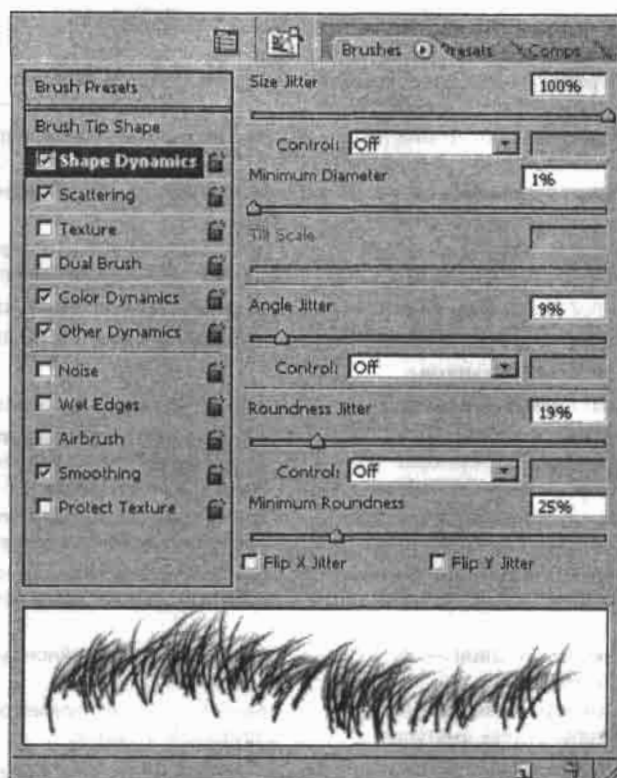 Brushes Presets Comps
Brush Presets
Brush Tip Shape
Shape Dynamics
Scattering
Texture
Dual Brush
Color Dynamics
Other Dynamics
Noise
Wet Edges
Airbrush
Smoothing
Protect Texture
Size Jitter 100%
Control: Off
Minimum Diameter 1%
Tilt Scale
Angle Jitter 9%
Control: Off
Roundness Jitter 19%
Control: Off
Minimum Roundness 25%
Flip X Jitter Flip Y Jitter